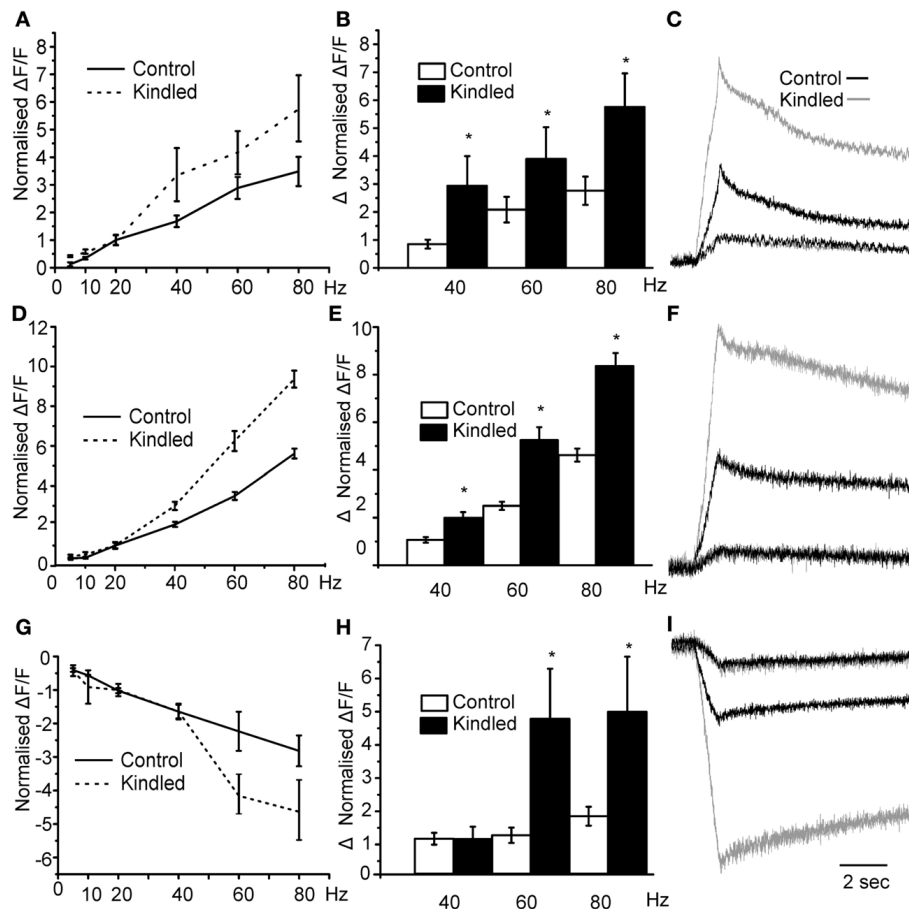 A
Normalised ΔF/F
8
7
6
5
4
3
2
1
0
Control
Kindled
0 10 20 40 60 80 Hz
B
Δ Normalised ΔF/F
8
7
6
5
4
3
2
1
0
Control
Kindled
* * *
40 60 80 Hz
C
Control
Kindled
D
Normalised ΔF/F
12
10
8
6
4
2
0
Control
Kindled
0 10 20 40 60 80 Hz
E
Δ Normalised ΔF/F
10
8
6
4
2
0
Control
Kindled
* * *
40 60 80 Hz
F
G
Normalised ΔF/F
0
-1
-2
-3
-4
-5
-6
Control
Kindled
0 10 20 40 60 80 Hz
H
Δ Normalised ΔF/F
7
6
5
4
3
2
1
0
Control
Kindled
* *
40 60 80 Hz
I
2 sec